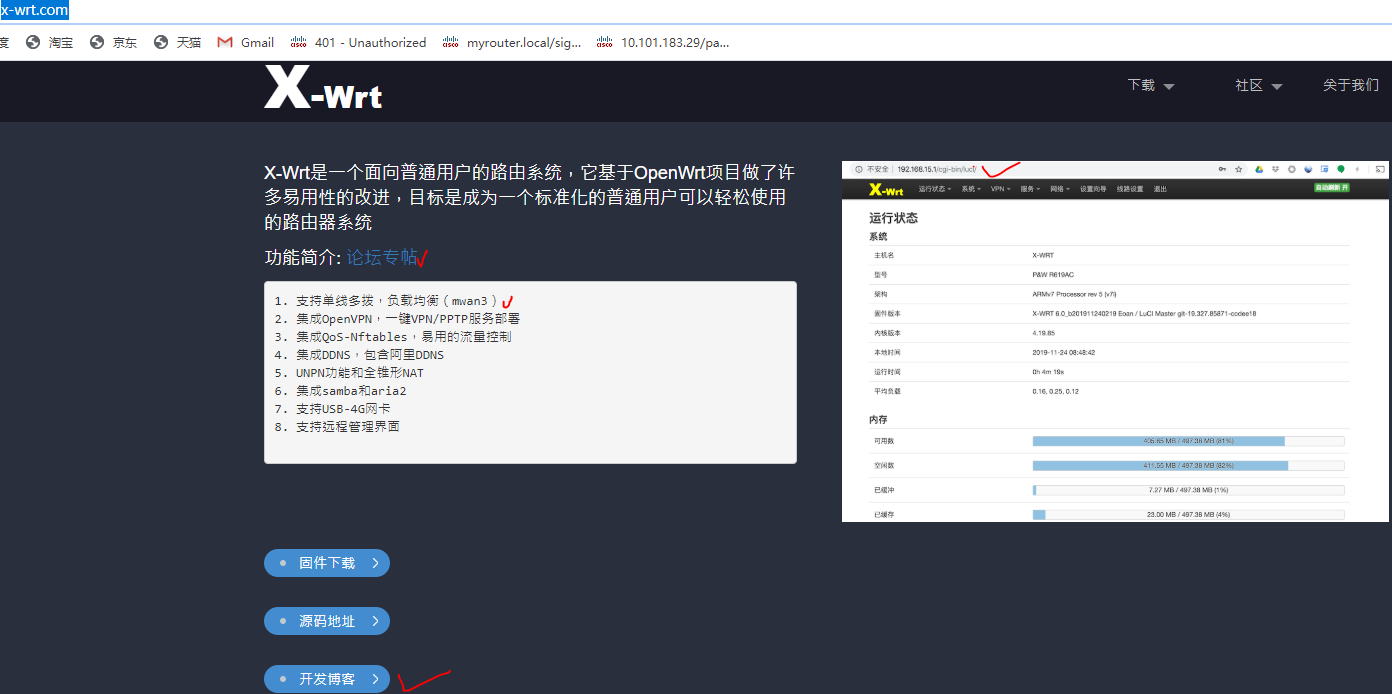 x-wrt.com
度 淘宝 京东 天猫 Gmail 401 - Unauthorized myrouter.local/sig... 10.101.183.29/pa...
X-Wrt 下载 社区 关于我们
X-Wrt是一个面向普通用户的路由系统，它基于OpenWrt项目做了许
多易用性的改进，目标是成为一个标准化的普通用户可以轻松使用
的路由器系统
功能简介: 论坛专帖
1. 支持单线多拨，负载均衡（mwan3）
2. 集成OpenVPN，一键VPN/PPTP服务部署
3. 集成QoS-Nftables，易用的流量控制
4. 集成DDNS，包含阿里DDNS
5. UNPN功能和全锥形NAT
6. 集成samba和aria2
7. 支持USB-4G网卡
8. 支持远程管理界面
固件下载
源码地址
开发博客
不安全 192.168.15.1/cgi-bin/luci/
X-Wrt 运行状态 系统 VPN 服务 网络 设置向导 线路设置 退出 自动刷新 开
运行状态
系统
主机名 X-WRT
型号 P&W R619AC
架构 ARMv7 Processor rev 5 (v7l)
固件版本 X-WRT 6.0_b201911240219 Eoan / LuCI Master git-19.327.85871-codee18
内核版本 4.19.85
本地时间 2019-11-24 08:48:42
运行时间 0h 4m 19s
平均负载 0.16, 0.25, 0.12
内存
可用数 405.65 MB / 497.38 MB (81%)
空闲数 411.55 MB / 497.38 MB (82%)
已缓冲 7.27 MB / 497.38 MB (1%)
已缓存 23.00 MB / 497.38 MB (4%)